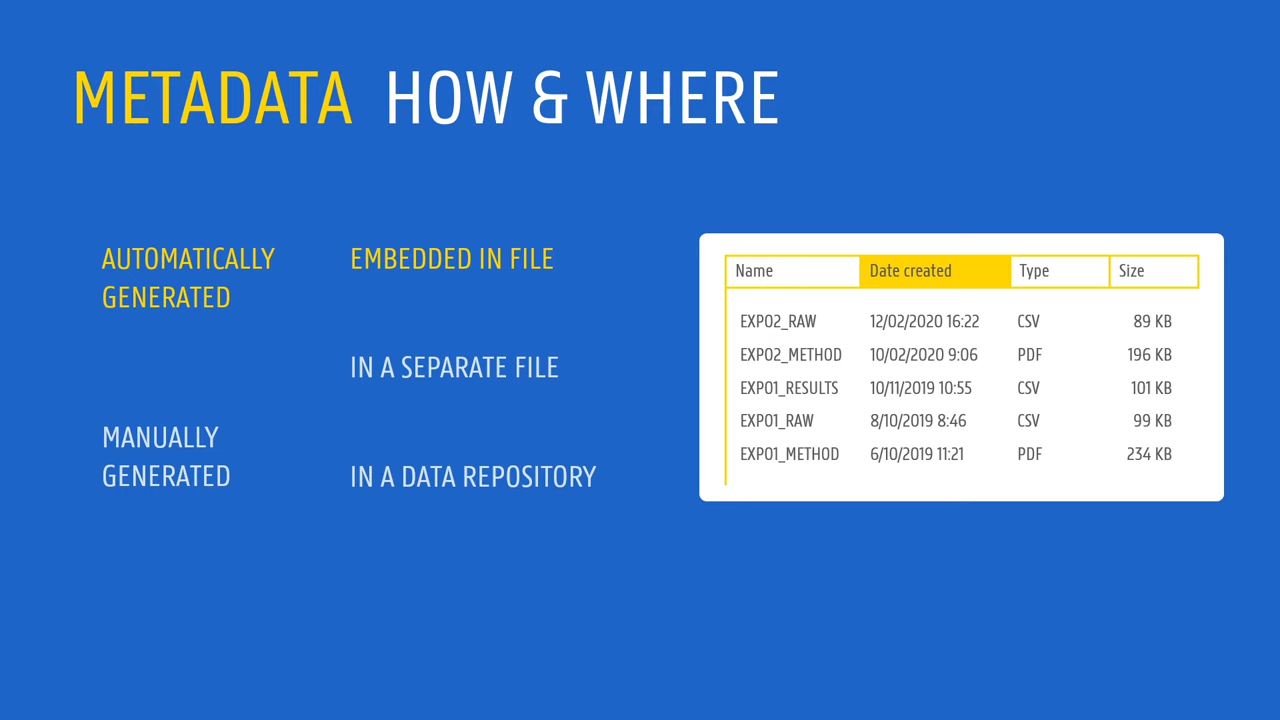 METADATA HOW & WHERE
AUTOMATICALLY
GENERATED
EMBEDDED IN FILE
IN A SEPARATE FILE
MANUALLY
GENERATED
IN A DATA REPOSITORY
Name Date created Type Size
EXP02_RAW 12/02/2020 16:22 CSV 89 KB
EXP02_METHOD 10/02/2020 9:06 PDF 196 KB
EXP01_RESULTS 10/11/2019 10:55 CSV 101 KB
EXP01_RAW 8/10/2019 8:46 CSV 99 KB
EXP01_METHOD 6/10/2019 11:21 PDF 234 KB